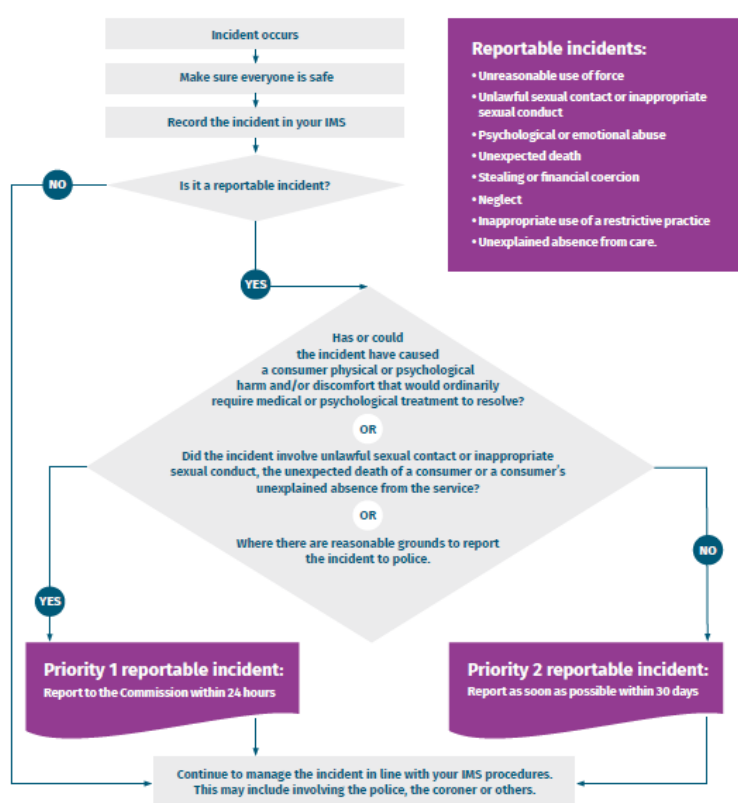 Incident occurs
Make sure everyone is safe
Record the incident in your IMS
Is it a reportable incident?
NO
YES
Reportable incidents:
• Unreasonable use of force
• Unlawful sexual contact or inappropriate
sexual conduct
• Psychological or emotional abuse
• Unexpected death
• Stealing or financial coercion
• Neglect
• Inappropriate use of a restrictive practice
• Unexplained absence from care.
Has or could
the incident have caused
a consumer physical or psychological
harm and/or discomfort that would ordinarily
require medical or psychological treatment to resolve?
OR
Did the incident involve unlawful sexual contact or inappropriate
sexual conduct, the unexpected death of a consumer or a consumer's
unexplained absence from the service?
OR
Where there are reasonable grounds to report
the incident to police.
YES
NO
Priority 1 reportable incident:
Report to the Commission within 24 hours
Priority 2 reportable incident:
Report as soon as possible within 30 days
Continue to manage the incident in line with your IMS procedures.
This may include involving the police, the coroner or others.